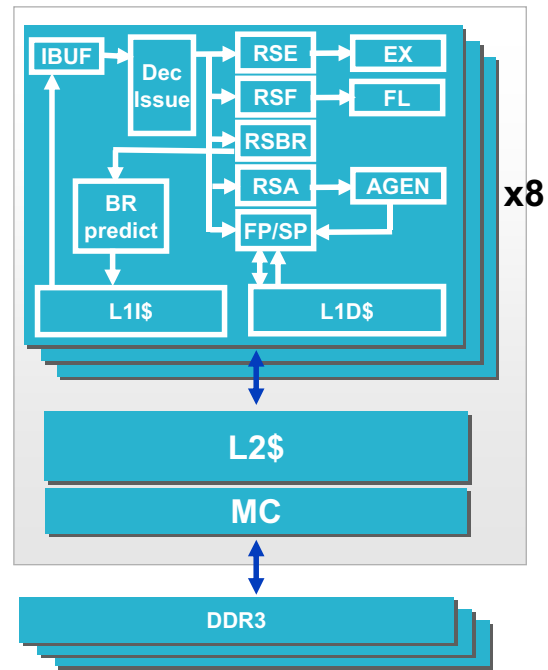 IBUF
Dec
Issue
RSE
EX
RSF
FL
RSBR
RSA
AGEN
x8
BR
predict
FP/SP
L1I$
L1D$
L2$
MC
DDR3